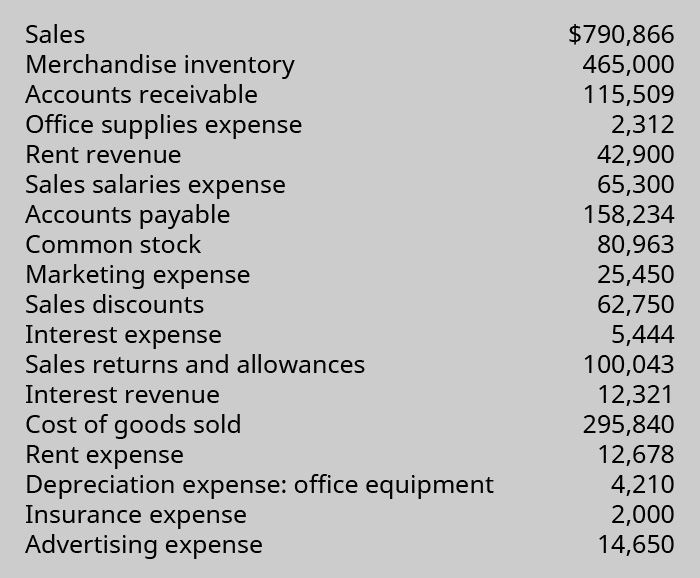 Sales $790,866
Merchandise inventory 465,000
Accounts receivable 115,509
Office supplies expense 2,312
Rent revenue 42,900
Sales salaries expense 65,300
Accounts payable 158,234
Common stock 80,963
Marketing expense 25,450
Sales discounts 62,750
Interest expense 5,444
Sales returns and allowances 100,043
Interest revenue 12,321
Cost of goods sold 295,840
Rent expense 12,678
Depreciation expense: office equipment 4,210
Insurance expense 2,000
Advertising expense 14,650